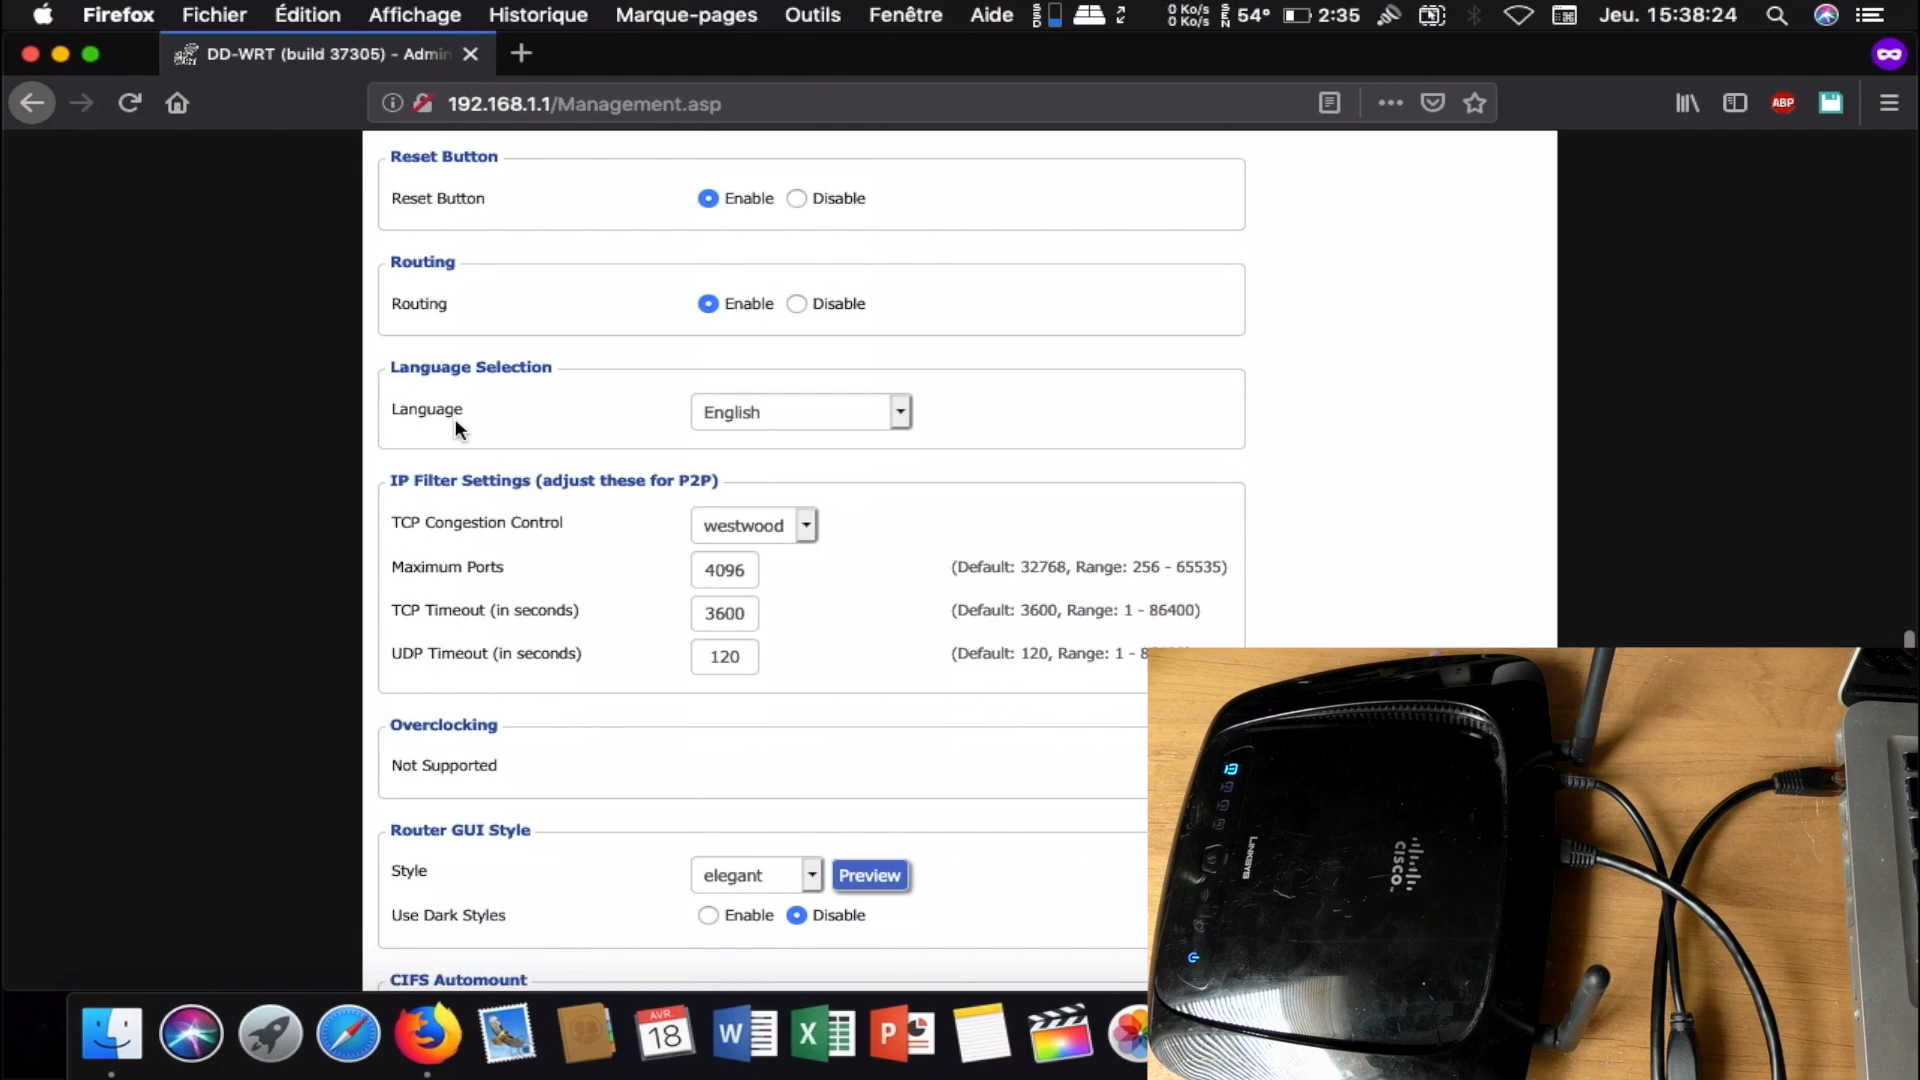 Firefox Fichier Édition Affichage Historique Marque-pages Outils Fenêtre Aide 0 Ko/s 0 Ko/s 54° 2:35 Jeu. 15:38:24
DD-WRT (build 37305) - Admin
192.168.1.1/Management.asp
ABP
Reset Button
Reset Button Enable Disable
Routing
Routing Enable Disable
Language Selection
Language English
IP Filter Settings (adjust these for P2P)
TCP Congestion Control westwood
Maximum Ports 4096 (Default: 32768, Range: 256 - 65535)
TCP Timeout (in seconds) 3600 (Default: 3600, Range: 1 - 86400)
UDP Timeout (in seconds) 120 (Default: 120, Range: 1 - 8
Overclocking
Not Supported
Router GUI Style
Style elegant Preview
Use Dark Styles Enable Disable
CIFS Automount
AVR.
18
W
X
P
LINKSYS
CISCO